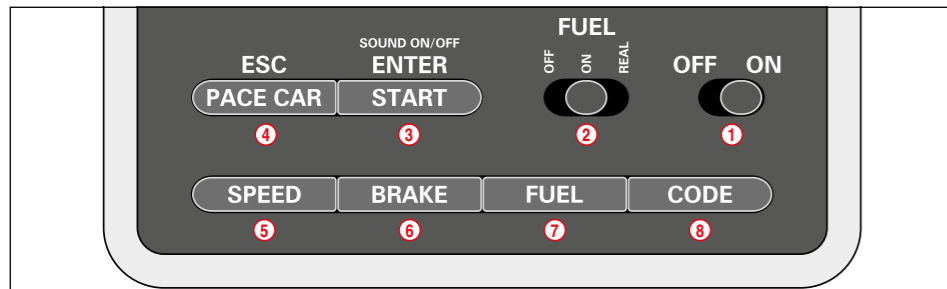 FUEL
SOUND ON/OFF
ESC ENTER OFF ON REAL OFF ON
PACE CAR START
4 3 2 1
SPEED BRAKE FUEL CODE
5 6 7 8